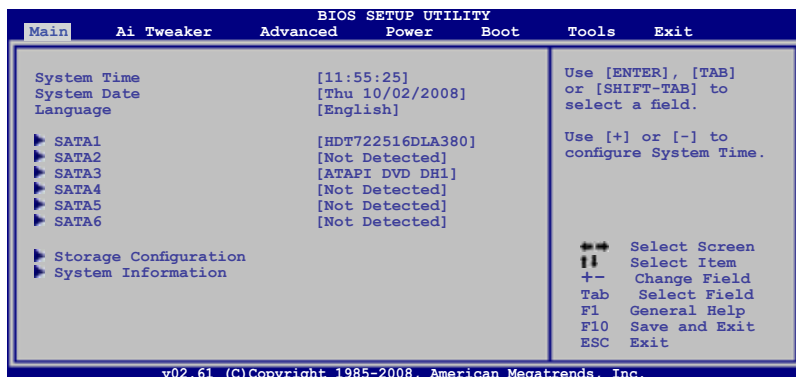 BIOS SETUP UTILITY
Main Ai Tweaker Advanced Power Boot Tools Exit
System Time [11:55:25]
System Date [Thu 10/02/2008]
Language [English]
SATA1 [HDT722516DLA380]
SATA2 [Not Detected]
SATA3 [ATAPI DVD DH1]
SATA4 [Not Detected]
SATA5 [Not Detected]
SATA6 [Not Detected]
Storage Configuration
System Information
Use [ENTER], [TAB]
or [SHIFT-TAB] to
select a field.
Use [+] or [-] to
configure System Time.
Select Screen
Select Item
+- Change Field
Tab Select Field
F1 General Help
F10 Save and Exit
ESC Exit
v02.61 (C)Copyright 1985-2008, American Megatrends, Inc.